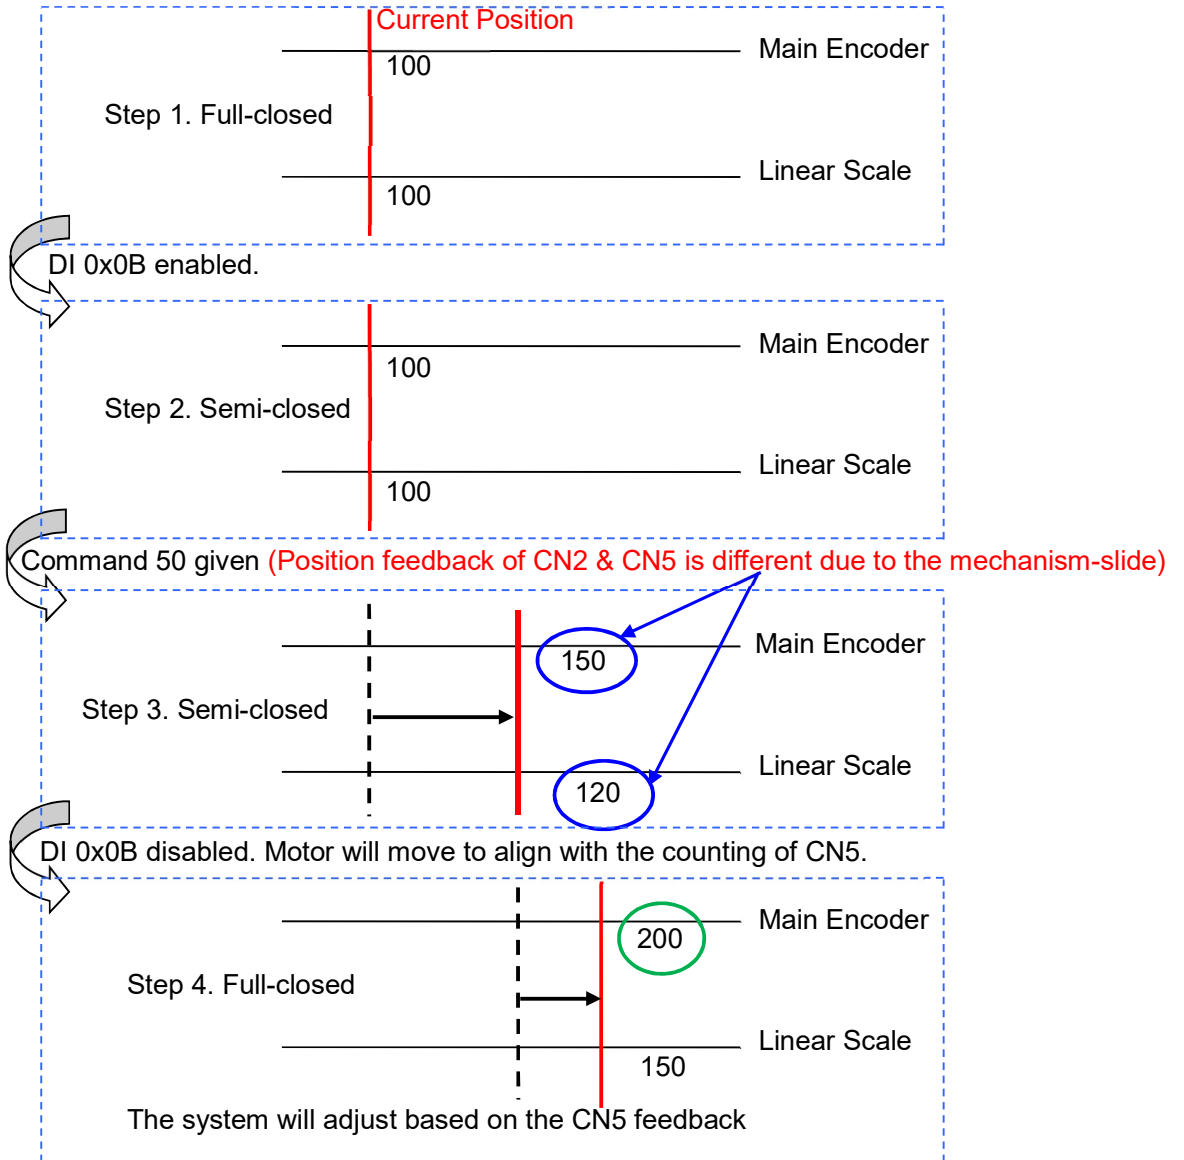 Current Position
Main Encoder
100
Step 1. Full-closed
Linear Scale
100
DI 0x0B enabled.
Main Encoder
100
Step 2. Semi-closed
Linear Scale
100
Command 50 given (Position feedback of CN2 & CN5 is different due to the mechanism-slide)
Main Encoder
150
Step 3. Semi-closed
Linear Scale
120
DI 0x0B disabled. Motor will move to align with the counting of CN5.
Main Encoder
200
Step 4. Full-closed
Linear Scale
150
The system will adjust based on the CN5 feedback